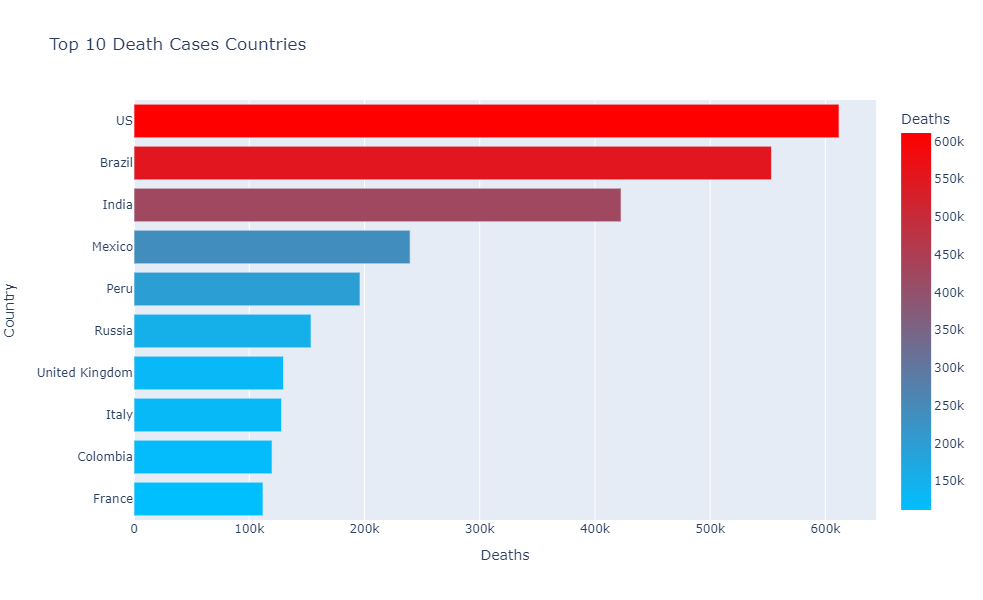 Top 10 Death Cases Countries
Country
US
Brazil
India
Mexico
Peru
Russia
United Kingdom
Italy
Colombia
France
0 100k 200k 300k 400k 500k 600k
Deaths
Deaths
600k
550k
500k
450k
400k
350k
300k
250k
200k
150k